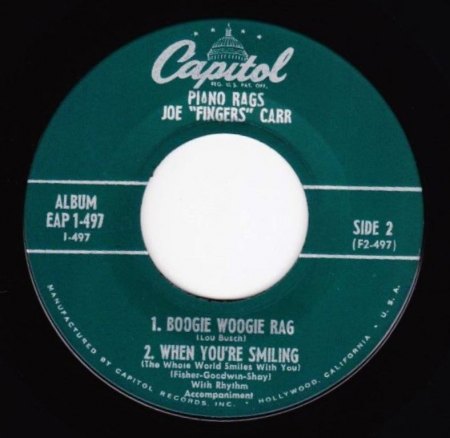 Capitol
REG. U.S. PAT. OFF.
PIANO RAGS
JOE "FINGERS" CARR
ALBUM
EAP 1-497
1-497
SIDE 2
(F2-497)
1. BOOGIE WOOGIE RAG
(Lou Busch)
2. WHEN YOU'RE SMILING
(The Whole World Smiles With You)
(Fisher-Goodwin-Shay)
With Rhythm
Accompaniment
MANUFACTURED BY CAPITOL RECORDS, INC. • HOLLYWOOD, CALIFORNIA • U.S.A.